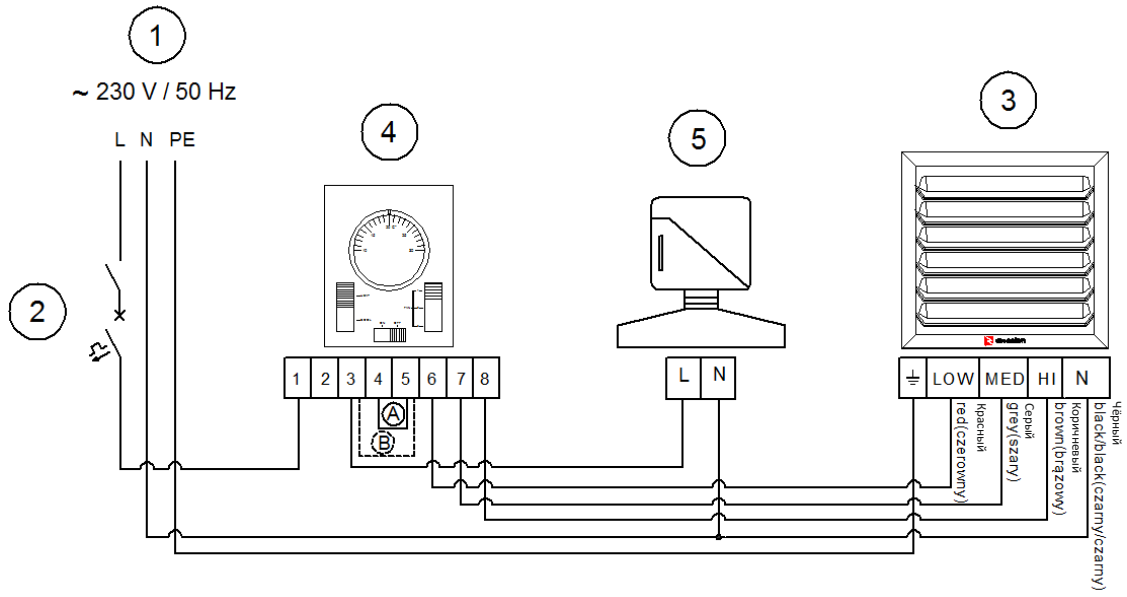 1
~ 230 V / 50 Hz
L N PE
2
4
5
3
1 2 3 4 5 6 7 8
A
B
L N
⏚ LOW MED HI N
Красный
red(czerowny)
Серый
grey(szary)
Коричневый
brown(brązowy)
Чёрный
black/black(czarny/czarny)